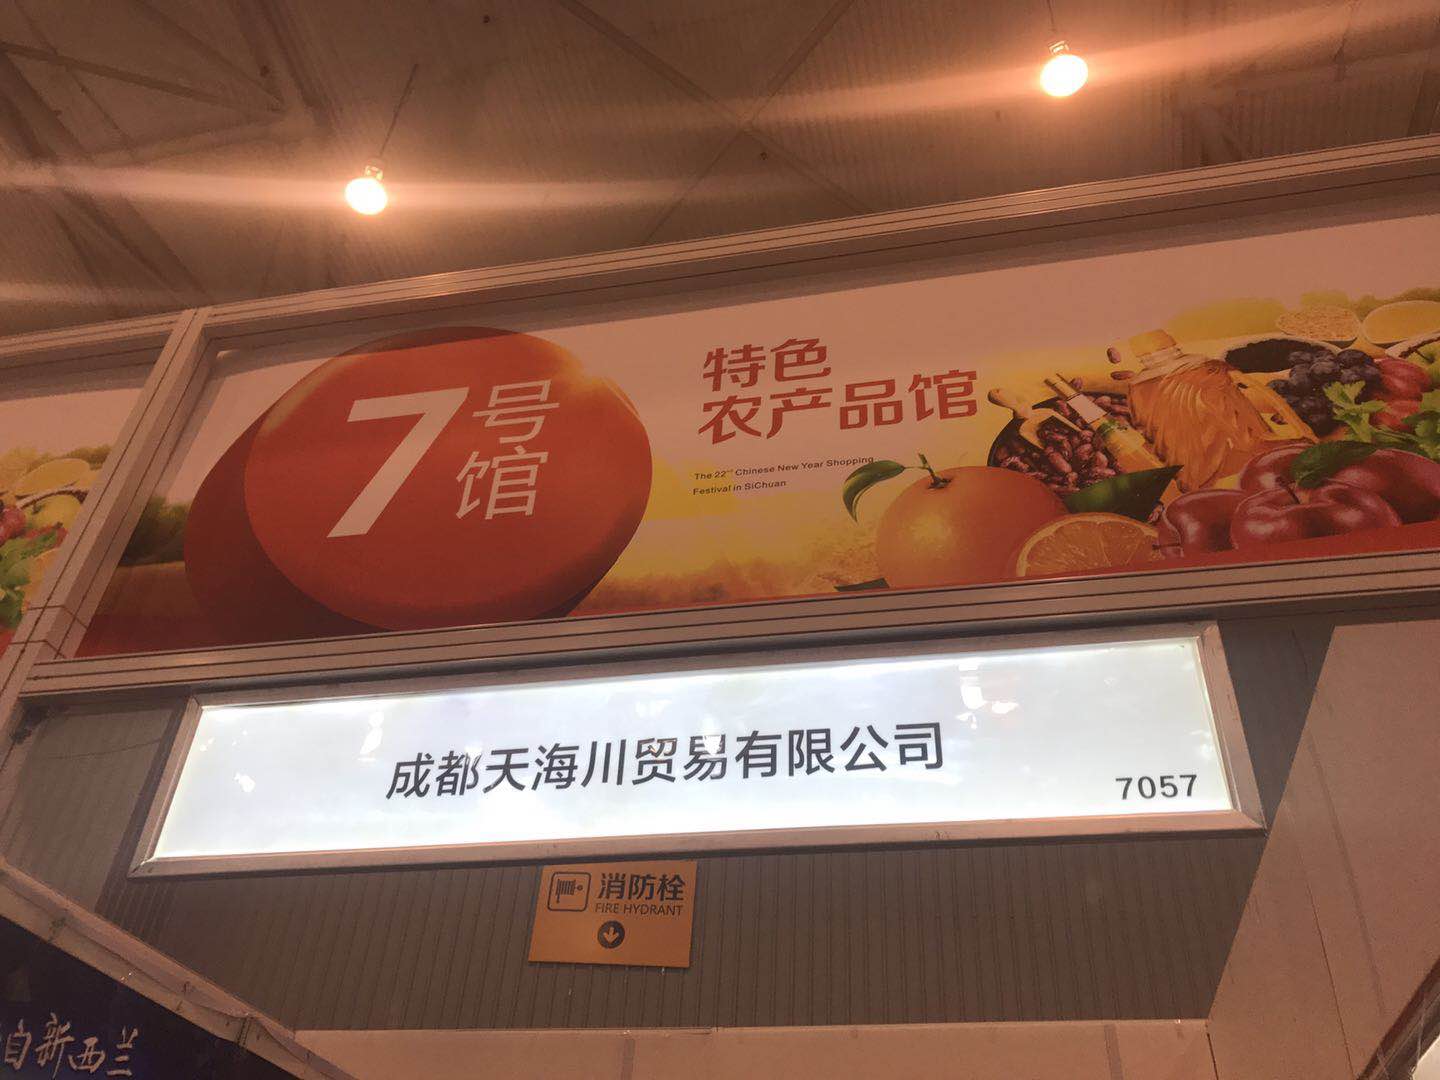 7号馆
特色
农产品馆
The 22nd Chinese New Year Shopping
Festival in SiChuan
成都天海川贸易有限公司
7057
消防栓
FIRE HYDRANT
自新西兰